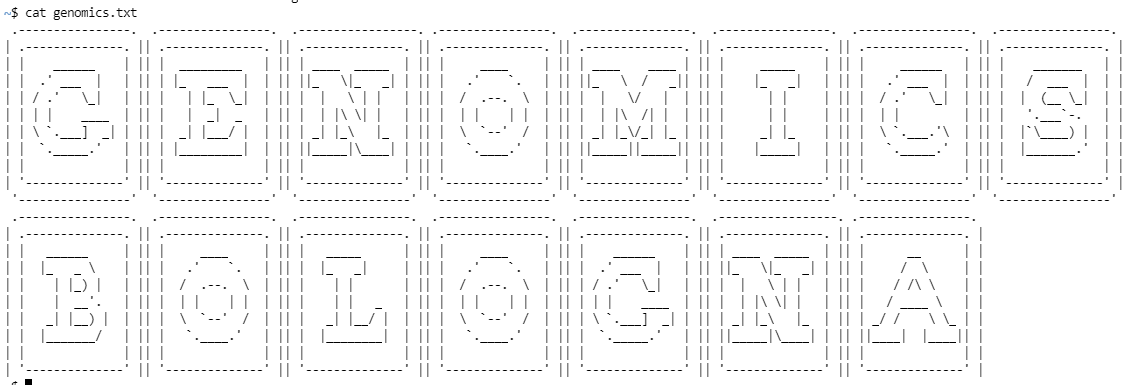 ~$ cat genomics.txt
GENOMICS
BOLOGNA